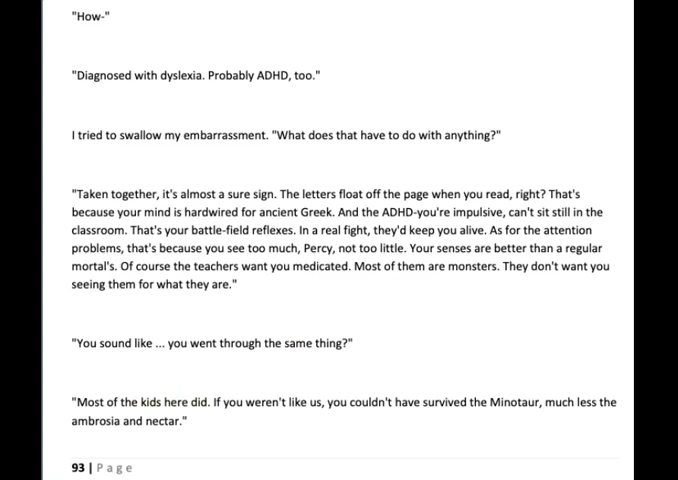 "How-"
"Diagnosed with dyslexia. Probably ADHD, too."
I tried to swallow my embarrassment. "What does that have to do with anything?"
"Taken together, it's almost a sure sign. The letters float off the page when you read, right? That's
because your mind is hardwired for ancient Greek. And the ADHD-you're impulsive, can't sit still in the
classroom. That's your battle-field reflexes. In a real fight, they'd keep you alive. As for the attention
problems, that's because you see too much, Percy, not too little. Your senses are better than a regular
mortal's. Of course the teachers want you medicated. Most of them are monsters. They don't want you
seeing them for what they are."
"You sound like ... you went through the same thing?"
"Most of the kids here did. If you weren't like us, you couldn't have survived the Minotaur, much less the
ambrosia and nectar."
93 | Page